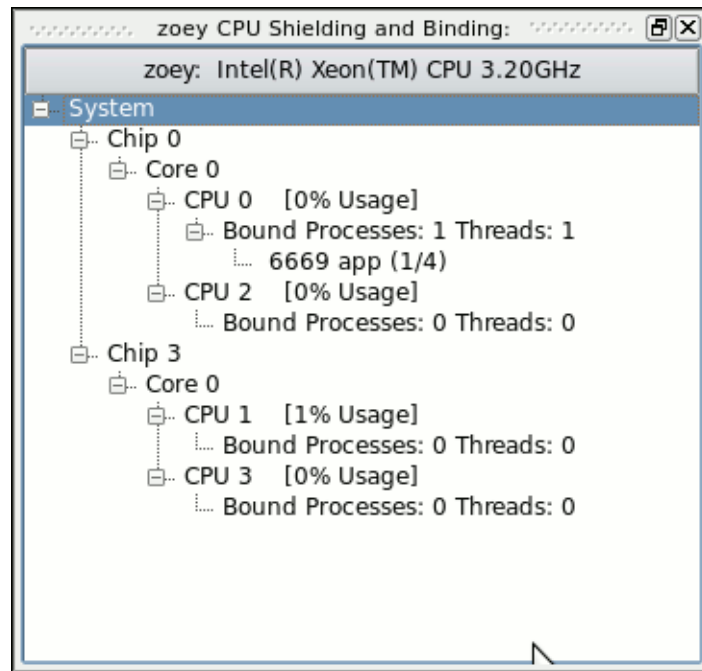 zoey CPU Shielding and Binding:
zoey: Intel(R) Xeon(TM) CPU 3.20GHz
System
Chip 0
Core 0
CPU 0 [0% Usage]
Bound Processes: 1 Threads: 1
6669 app (1/4)
CPU 2 [0% Usage]
Bound Processes: 0 Threads: 0
Chip 3
Core 0
CPU 1 [1% Usage]
Bound Processes: 0 Threads: 0
CPU 3 [0% Usage]
Bound Processes: 0 Threads: 0